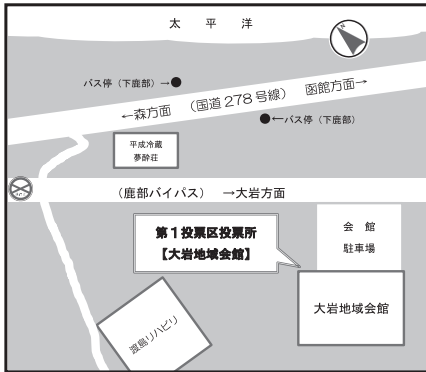 太平洋
バス停（下鹿部）→●
←森方面　（国道278号線）　函館方面→
●←バス停（下鹿部）
平成冷蔵
夢酔荘
（鹿部バイパス）　→大岩方面
第１投票区投票所
【大岩地域会館】
会館
駐車場
大岩地域会館
渡島リハビリ